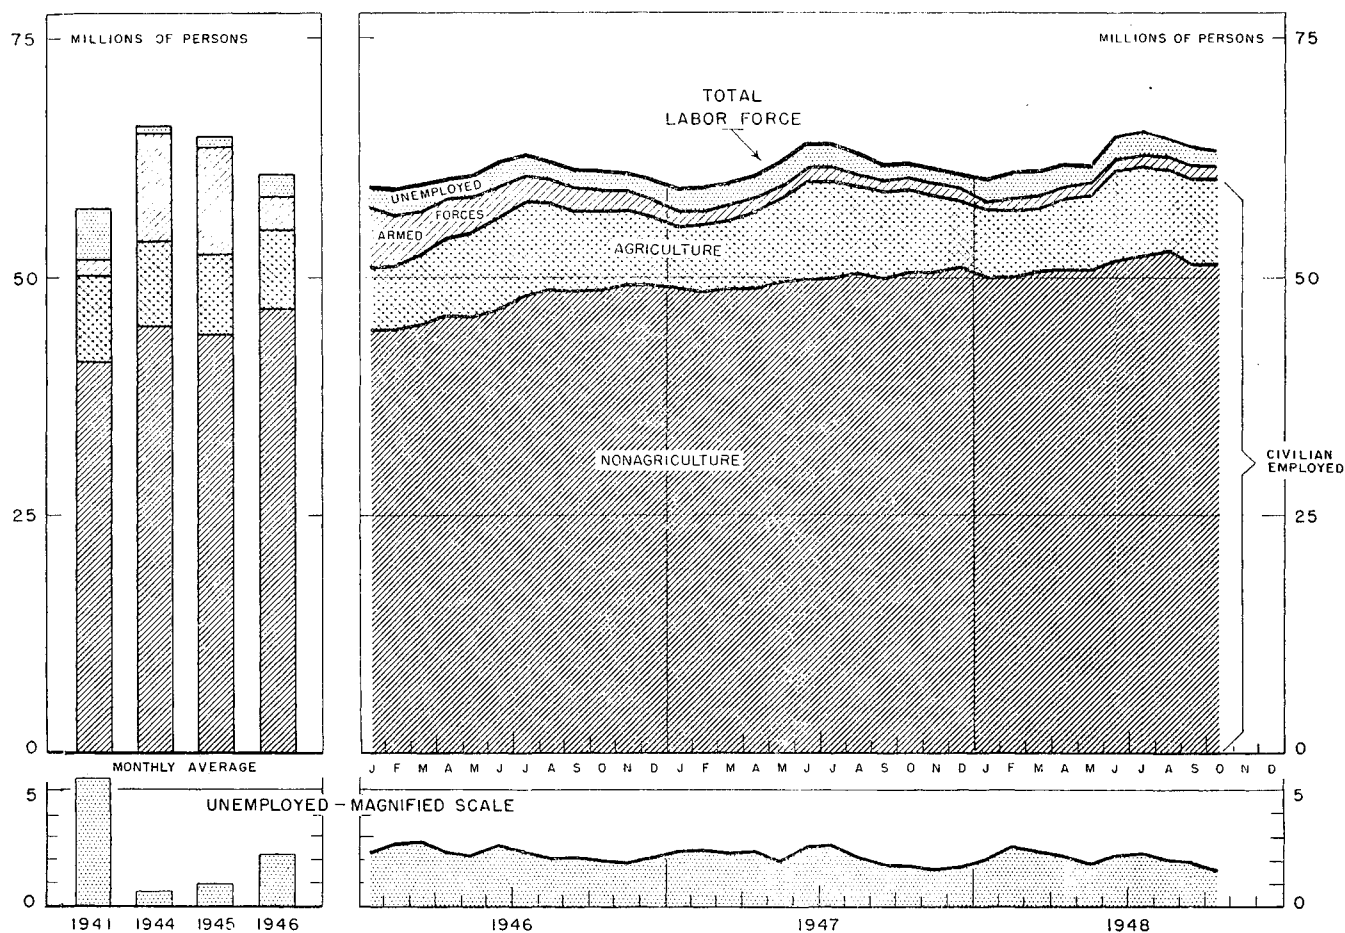 75
MILLIONS OF PERSONS
MILLIONS OF PERSONS
75
TOTAL
LABOR FORCE
UNEMPLOYED
FORCES
ARMED
AGRICULTURE
50
50
NONAGRICULTURE
CIVILIAN
EMPLOYED
25
25
0
0
MONTHLY AVERAGE
J F M A M J J A S O N D J F M A M J J A S O N D J F M A M J J A S O N D
5
UNEMPLOYED – MAGNIFIED SCALE
5
0
0
1941 1944 1945 1946
1946 1947 1948